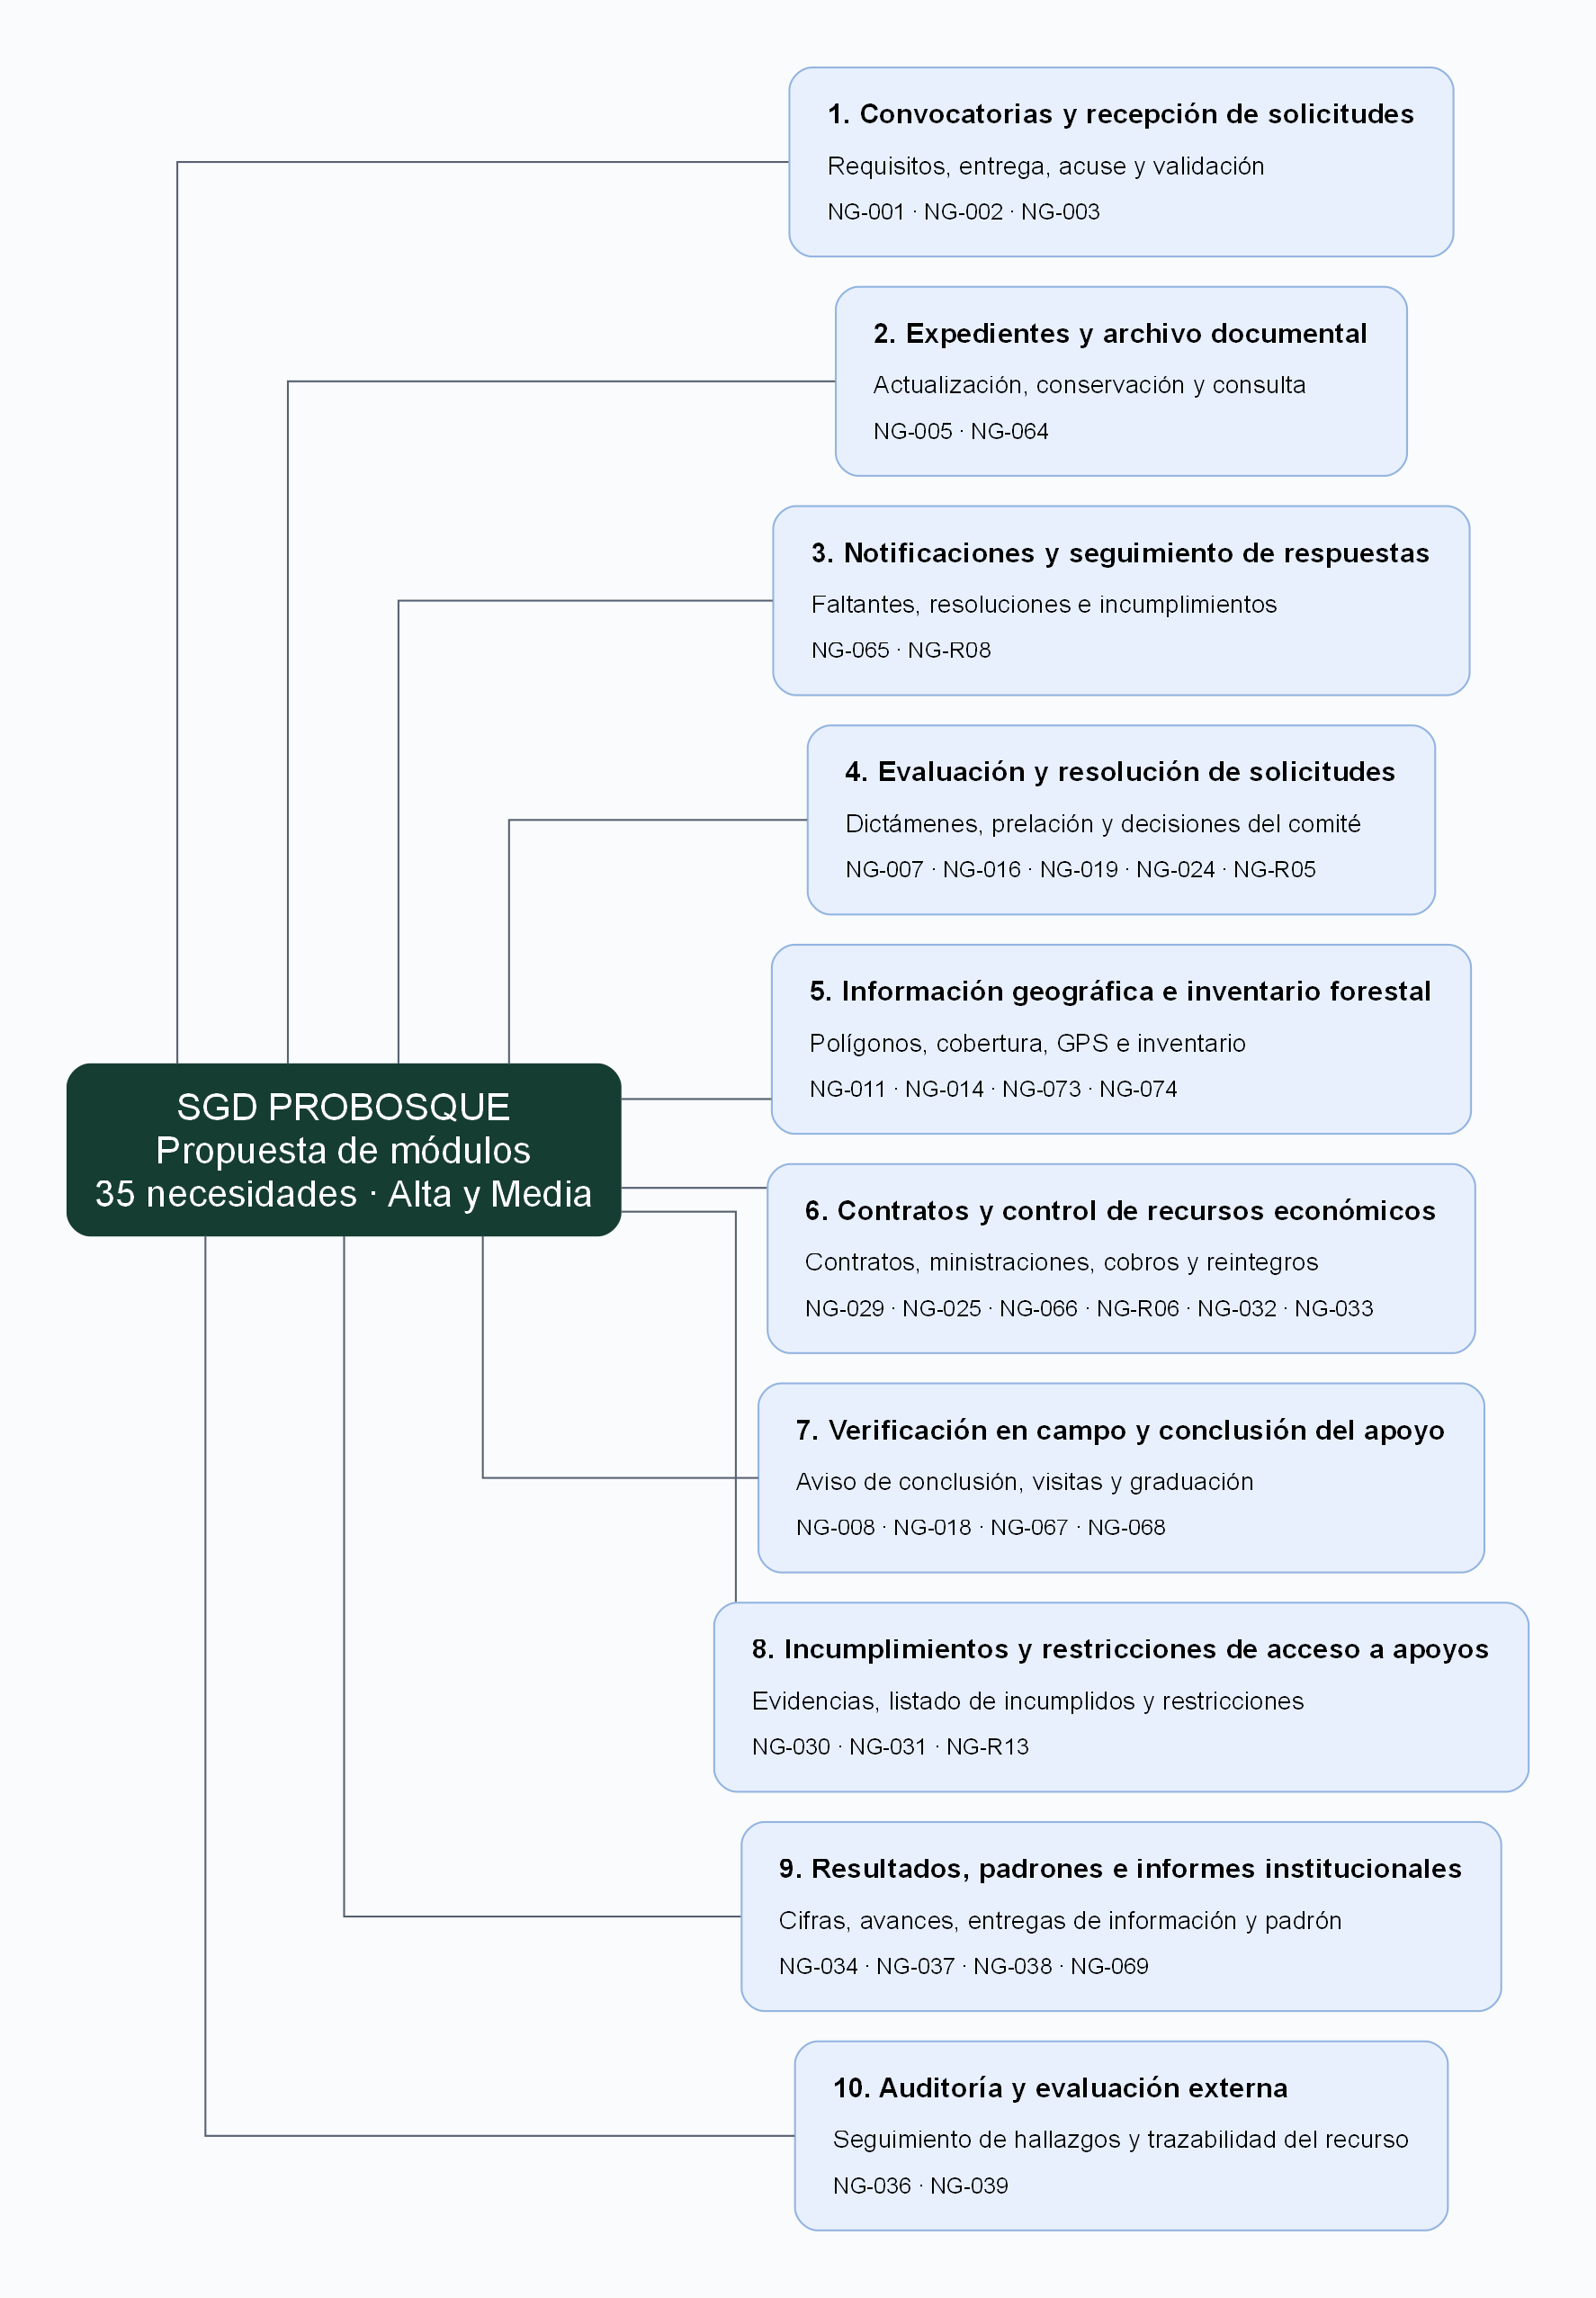 1. Convocatorias y recepción de solicitudes
Requisitos, entrega, acuse y validación
NG-001 · NG-002 · NG-003
2. Expedientes y archivo documental
Actualización, conservación y consulta
NG-005 · NG-064
3. Notificaciones y seguimiento de respuestas
Faltantes, resoluciones e incumplimientos
NG-065 · NG-R08
4. Evaluación y resolución de solicitudes
Dictámenes, prelación y decisiones del comité
NG-007 · NG-016 · NG-019 · NG-024 · NG-R05
5. Información geográfica e inventario forestal
Polígonos, cobertura, GPS e inventario
NG-011 · NG-014 · NG-073 · NG-074
SGD PROBOSQUE
Propuesta de módulos
35 necesidades · Alta y Media
6. Contratos y control de recursos económicos
Contratos, ministraciones, cobros y reintegros
NG-029 · NG-025 · NG-066 · NG-R06 · NG-032 · NG-033
7. Verificación en campo y conclusión del apoyo
Aviso de conclusión, visitas y graduación
NG-008 · NG-018 · NG-067 · NG-068
8. Incumplimientos y restricciones de acceso a apoyos
Evidencias, listado de incumplidos y restricciones
NG-030 · NG-031 · NG-R13
9. Resultados, padrones e informes institucionales
Cifras, avances, entregas de información y padrón
NG-034 · NG-037 · NG-038 · NG-069
10. Auditoría y evaluación externa
Seguimiento de hallazgos y trazabilidad del recurso
NG-036 · NG-039